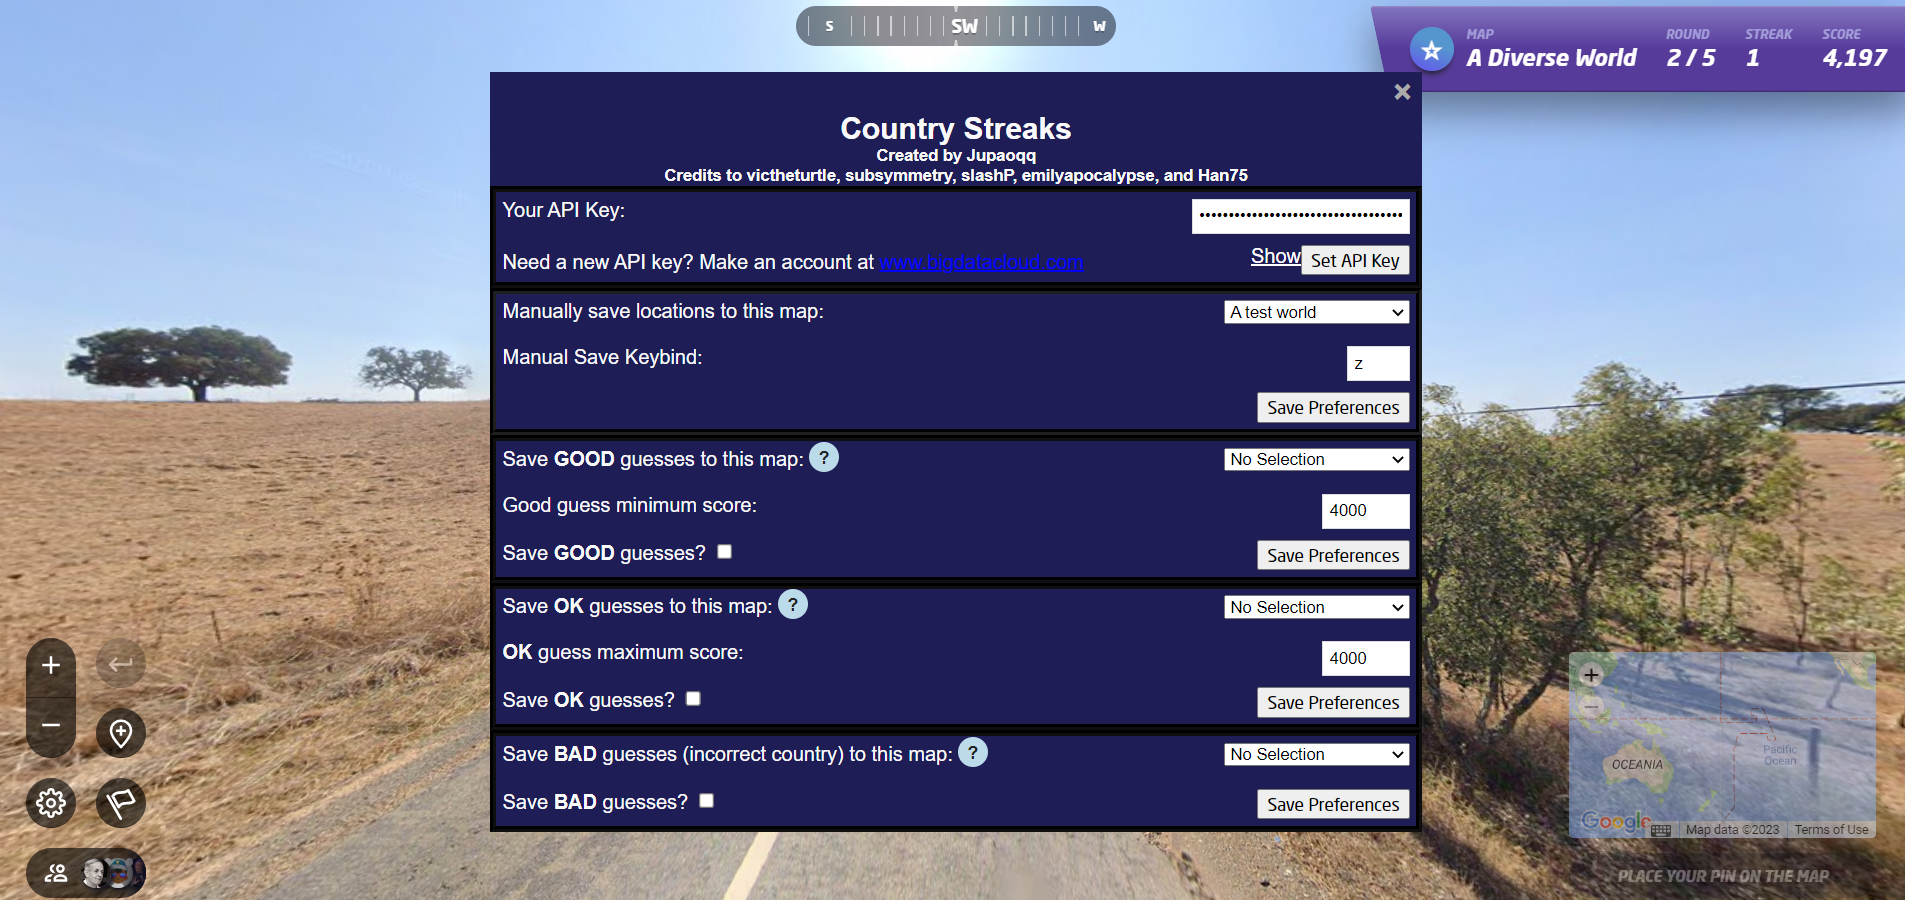 S SW W
MAP ROUND STREAK SCORE
A Diverse World 2 / 5 1 4,197
Country Streaks
Created by Jupaoqq
Credits to victheturtle, subsymmetry, slashP, emilyapocalypse, and Han75
Your API Key:
Need a new API key? Make an account at www.bigdatacloud.com Show Set API Key
Manually save locations to this map: A test world
Manual Save Keybind: z
Save Preferences
Save GOOD guesses to this map: ? No Selection
Good guess minimum score: 4000
Save GOOD guesses? Save Preferences
Save OK guesses to this map: ? No Selection
OK guess maximum score: 4000
Save OK guesses? Save Preferences
Save BAD guesses (incorrect country) to this map: ? No Selection
Save BAD guesses? Save Preferences
Pacific
Ocean
OCEANIA
Google Map data ©2023 Terms of Use
PLACE YOUR PIN ON THE MAP